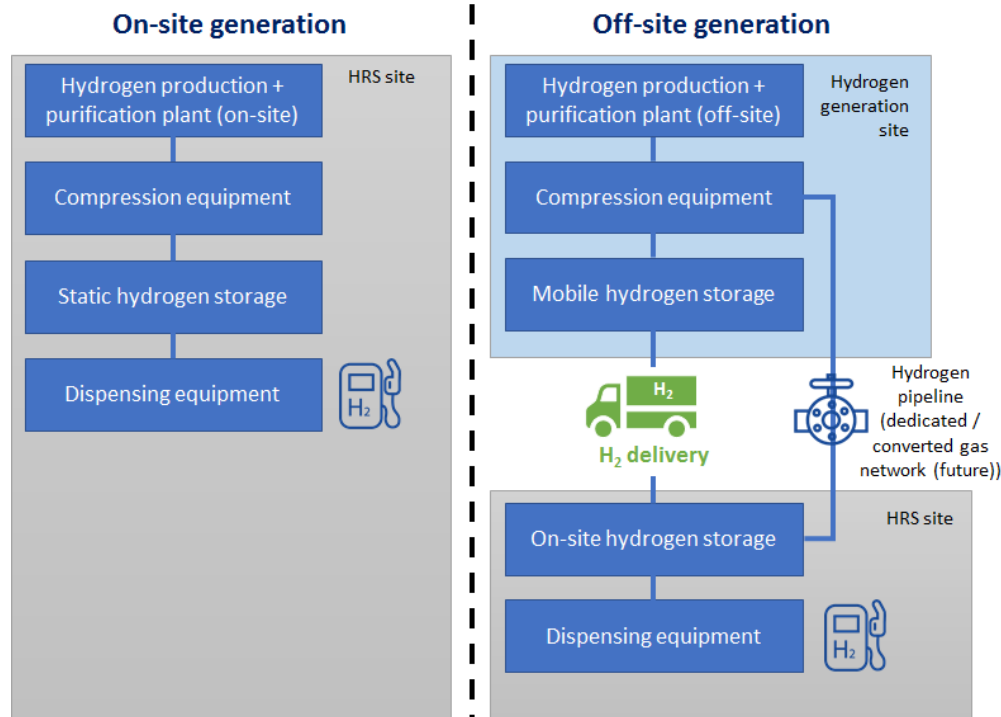 On-site generation
HRS site
Hydrogen production +
purification plant (on-site)
Compression equipment
Static hydrogen storage
Dispensing equipment
H₂
Off-site generation
Hydrogen production +
purification plant (off-site)
Hydrogen
generation
site
Compression equipment
Mobile hydrogen storage
H₂
H₂ delivery
Hydrogen
pipeline
(dedicated /
converted gas
network (future))
HRS site
On-site hydrogen storage
Dispensing equipment
H₂